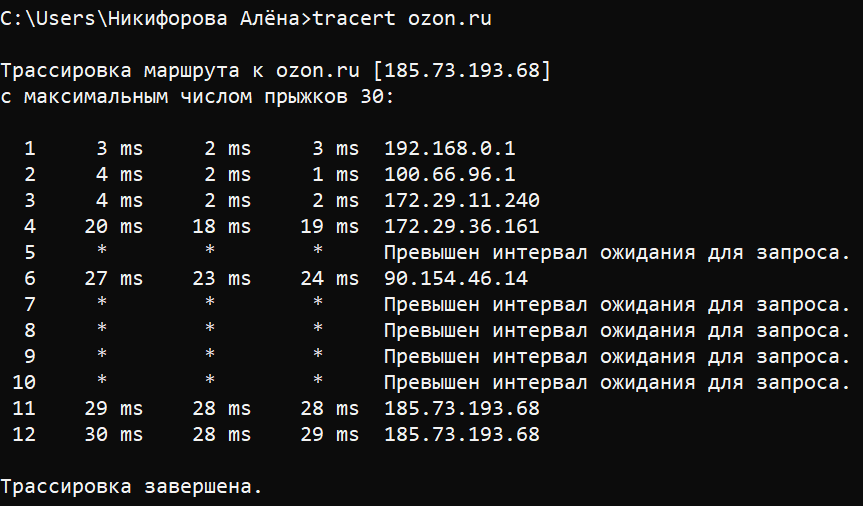 C:\Users\Никифорова Алёна>tracert ozon.ru
Трассировка маршрута к ozon.ru [185.73.193.68]
с максимальным числом прыжков 30:
1 3 ms 2 ms 3 ms 192.168.0.1
2 4 ms 2 ms 1 ms 100.66.96.1
3 4 ms 2 ms 2 ms 172.29.11.240
4 20 ms 18 ms 19 ms 172.29.36.161
5 * * * Превышен интервал ожидания для запроса.
6 27 ms 23 ms 24 ms 90.154.46.14
7 * * * Превышен интервал ожидания для запроса.
8 * * * Превышен интервал ожидания для запроса.
9 * * * Превышен интервал ожидания для запроса.
10 * * * Превышен интервал ожидания для запроса.
11 29 ms 28 ms 28 ms 185.73.193.68
12 30 ms 28 ms 29 ms 185.73.193.68
Трассировка завершена.